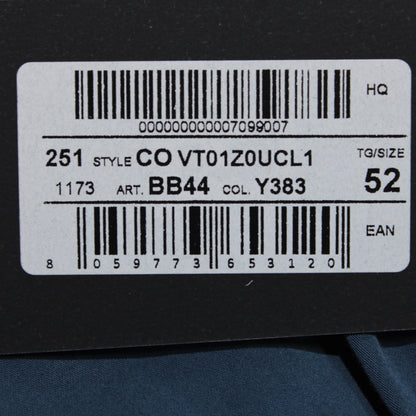 HQ
000000000007099007
251 STYLE CO VT01Z0UCL1 TG/SIZE
1173 ART. BB44 COL. Y383 52
EAN
8 059773 653120